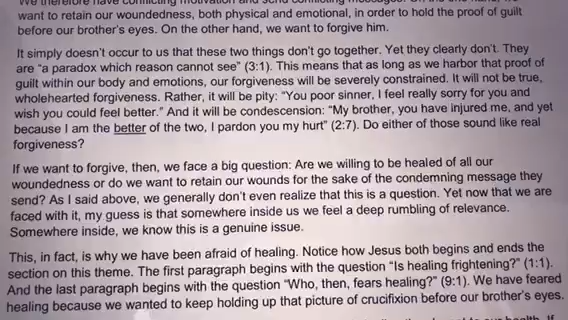 We therefore have conflicting motivation and send conflicting messages. On the one hand, we
want to retain our woundedness, both physical and emotional, in order to hold the proof of guilt
before our brother's eyes. On the other hand, we want to forgive him.
It simply doesn't occur to us that these two things don't go together. Yet they clearly don't. They
are "a paradox which reason cannot see" (3:1). This means that as long as we harbor that proof of
guilt within our body and emotions, our forgiveness will be severely constrained. It will not be true,
wholehearted forgiveness. Rather, it will be pity: "You poor sinner, I feel really sorry for you and
wish you could feel better." And it will be condescension: "My brother, you have injured me, and yet
because I am the better of the two, I pardon you my hurt" (2:7). Do either of those sound like real
forgiveness?
If we want to forgive, then, we face a big question: Are we willing to be healed of all our
woundedness or do we want to retain our wounds for the sake of the condemning message they
send? As I said above, we generally don't even realize that this is a question. Yet now that we are
faced with it, my guess is that somewhere inside us we feel a deep rumbling of relevance.
Somewhere inside, we know this is a genuine issue.
This, in fact, is why we have been afraid of healing. Notice how Jesus both begins and ends the
section on this theme. The first paragraph begins with the question "Is healing frightening?" (1:1).
And the last paragraph begins with the question "Who, then, fears healing?" (9:1). We have feared
healing because we wanted to keep holding up that picture of crucifixion before our brother's eyes.
health. If